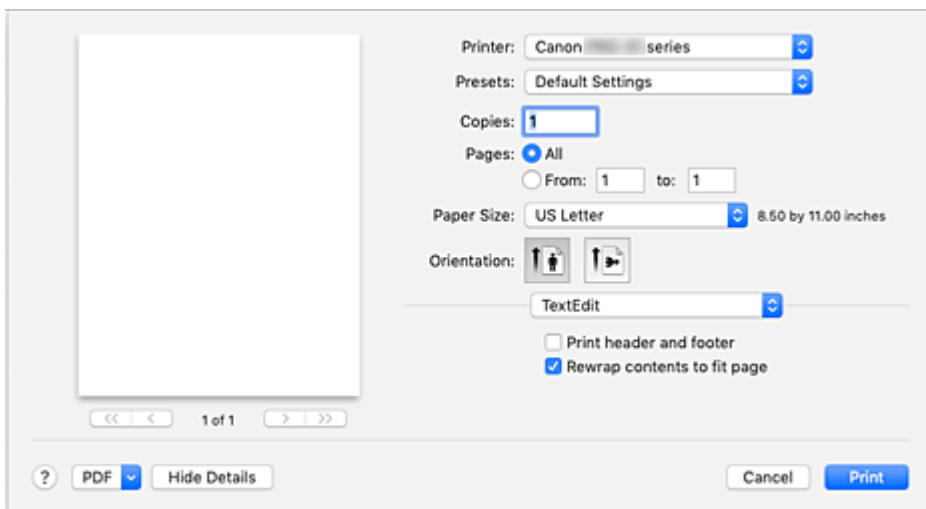 Printer: Canon series
Presets: Default Settings
Copies: 1
Pages: All
From: 1 to: 1
Paper Size: US Letter 8.50 by 11.00 inches
Orientation:
TextEdit
Print header and footer
Rewrap contents to fit page
<< < 1 of 1 > >>
? PDF Hide Details Cancel Print